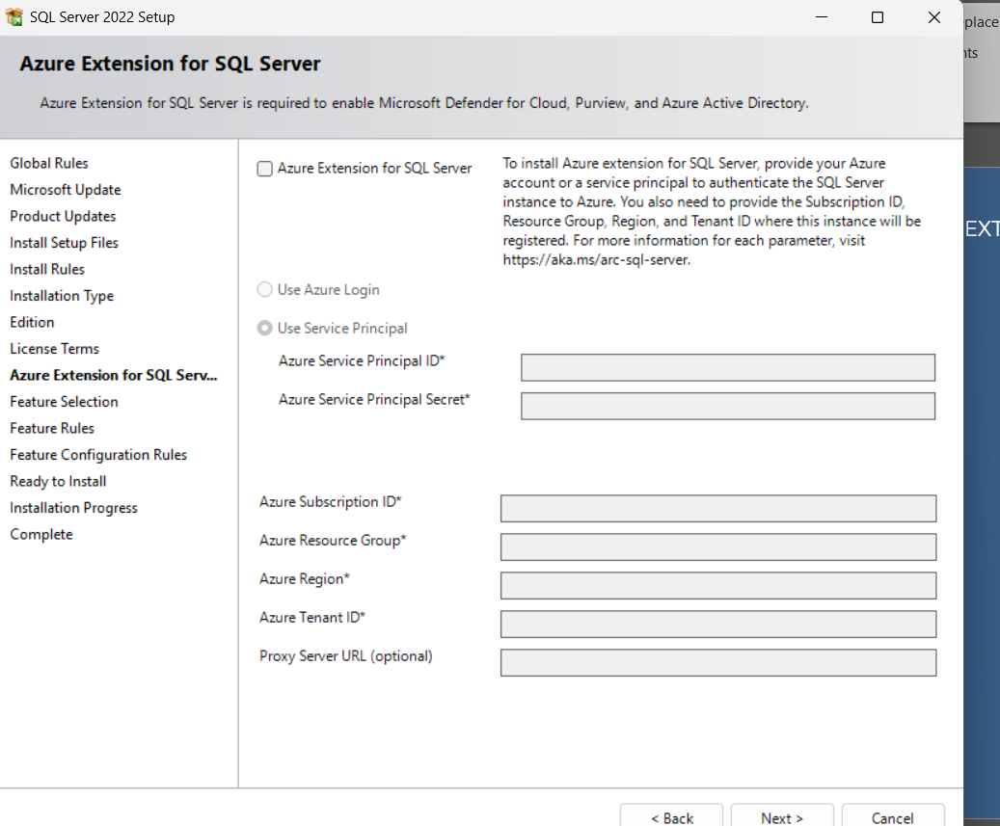 SQL Server 2022 Setup
Azure Extension for SQL Server
Azure Extension for SQL Server is required to enable Microsoft Defender for Cloud, Purview, and Azure Active Directory.
Global Rules
Microsoft Update
Product Updates
Install Setup Files
Install Rules
Installation Type
Edition
License Terms
Azure Extension for SQL Serv...
Feature Selection
Feature Rules
Feature Configuration Rules
Ready to Install
Installation Progress
Complete
Azure Extension for SQL Server
To install Azure extension for SQL Server, provide your Azure
account or a service principal to authenticate the SQL Server
instance to Azure. You also need to provide the Subscription ID,
Resource Group, Region, and Tenant ID where this instance will be
registered. For more information for each parameter, visit
https://aka.ms/arc-sql-server.
Use Azure Login
Use Service Principal
Azure Service Principal ID*
Azure Service Principal Secret*
Azure Subscription ID*
Azure Resource Group*
Azure Region*
Azure Tenant ID*
Proxy Server URL (optional)
< Back
Next >
Cancel
place
nts
EXT